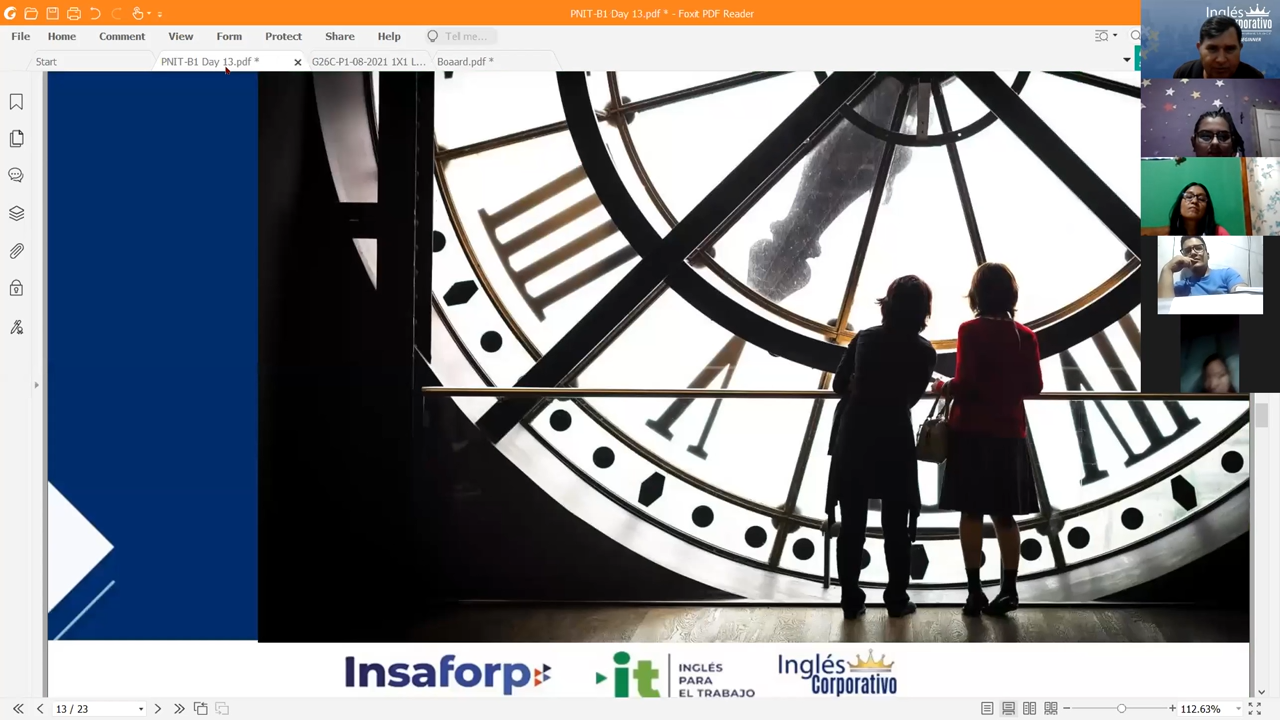 PNIT-B1 Day 13.pdf * - Foxit PDF Reader
File Home Comment View Form Protect Share Help Tell me...
Start PNIT-B1 Day 13.pdf * G26C-P1-08-2021 1X1 L... Boaard.pdf *
Inglés
Corporativo
IIII
V
Insaforp
it
INGLÉS
PARA
EL TRABAJO
Inglés
Corporativo
13 / 23
112.63%